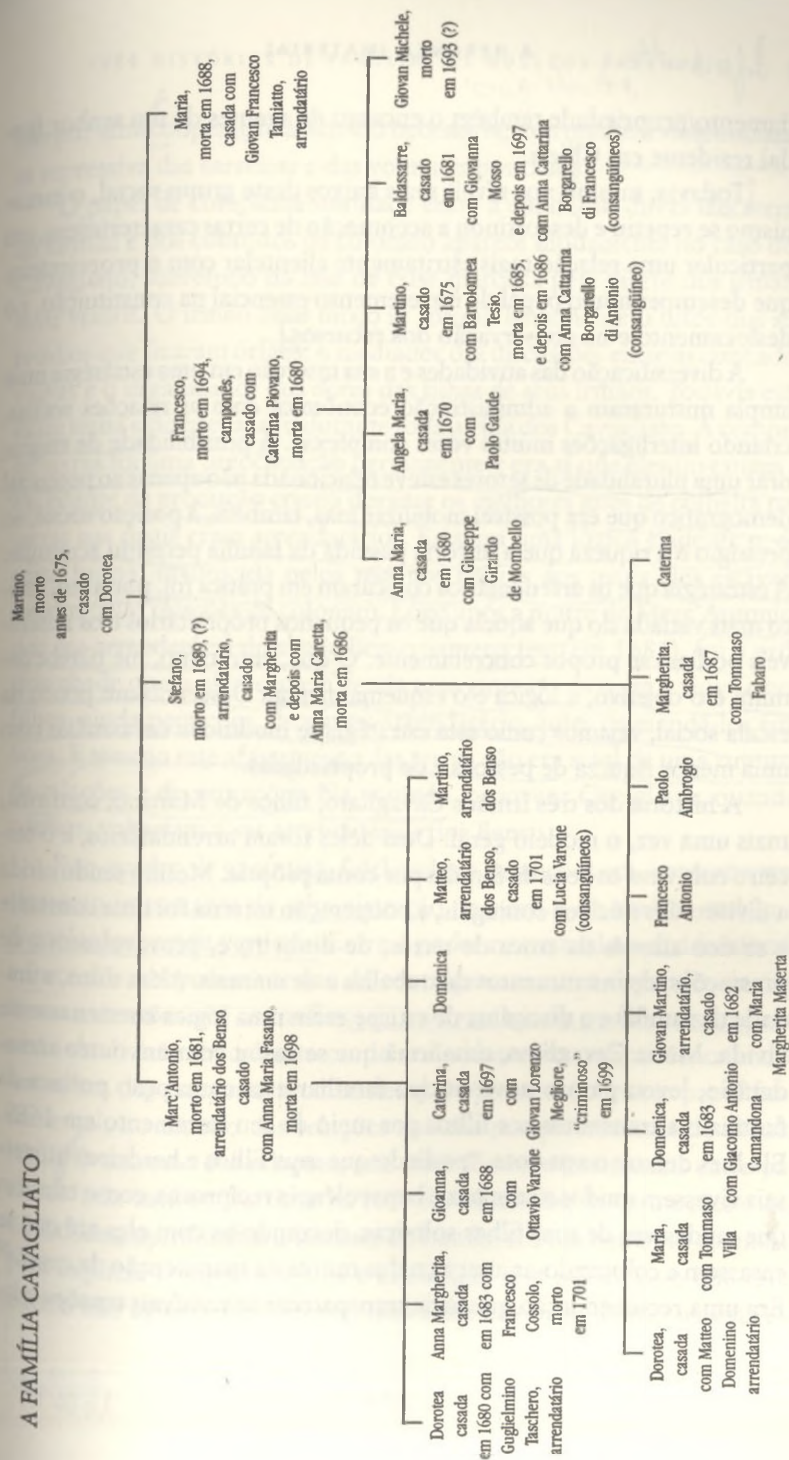 A FAMÍLIA CAVAGLIATO
Martino,
morto
antes de 1675,
casado
com Dorotea
Marc'Antonio,
morto em 1681,
arrendatário dos Benso
casado
com Anna Maria Fasano
morta em 1698
Stefano,
morto em 1689, (?)
arrendatário,
casado
com Margherita
e depois com
Anna Maria Caretta
morta em 1686
Francesco,
morto em 1694,
camponês,
casado com
Caterina Piovano,
morta em 1680
Maria,
morta em 1688,
casada com
Giovan Francesco
Tamiatto,
arrendatário
Dorotea
casada
em 1680 com
Guglielmino
Taschero,
arrendatário
Anna Margherita,
casada
em 1683 com
Francesco
Cossolo,
morto
em 1701
Gioanna,
casada
em 1688
com
Ottavio Varone
Caterina,
casada
em 1697
com
Giovan Lorenzo
Megliore,
"criminoso"
em 1699
Domenica
Matteo,
arrendatário
dos Benso,
casado
em 1701
com Lucia Varone
(consangüíneos)
Martino,
arrendatário
dos Benso
Anna Maria,
casada
em 1680
com Giuseppe
Girardo
de Mombello
Angela Maria,
casada
em 1670
com
Paolo Gaude
Martino,
casado
em 1675
com Bartolomea
Tesio,
morta em 1685,
e depois em 1686
com Anna Cattarina
Borgarello
di Antonio
(consangüíneo)
Baldassarre,
casado
em 1681
com Giovanna
Mosso
e depois em 1697
com Anna Cattarina
Borgarello
di Francesco
(consangüíneos)
Giovan Michele,
morto
em 1693 (?)
Dorotea,
casada
com Matteo
Domenino
arrendatário
Maria,
casada
com Tommaso
Villa
Domenica,
casada
em 1683
com Giacomo Antonio
Camandona
Giovan Martino,
arrendatário,
casado
em 1682
com Maria
Margherita Maserta
Francesco
Antonio
Paolo
Ambrogio
Margherita,
casada
em 1687
com Tommaso
Fabaro
Caterina